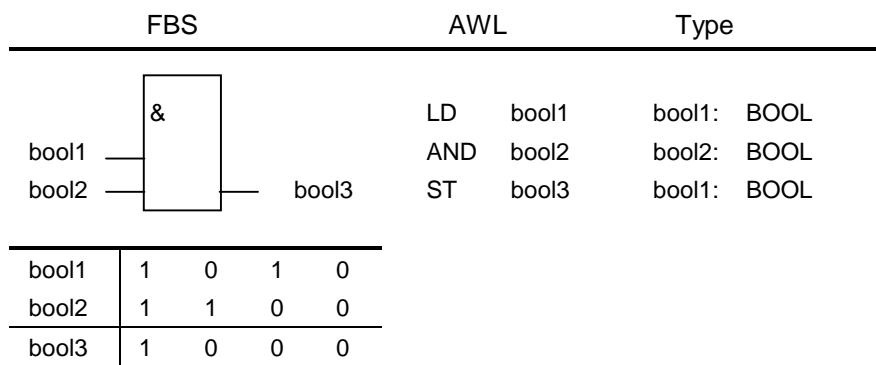 FBS AWL Type
& LD bool1 bool1: BOOL
bool1 AND bool2 bool2: BOOL
bool2 bool3 ST bool3 bool1: BOOL
bool1 1 0 1 0
bool2 1 1 0 0
bool3 1 0 0 0